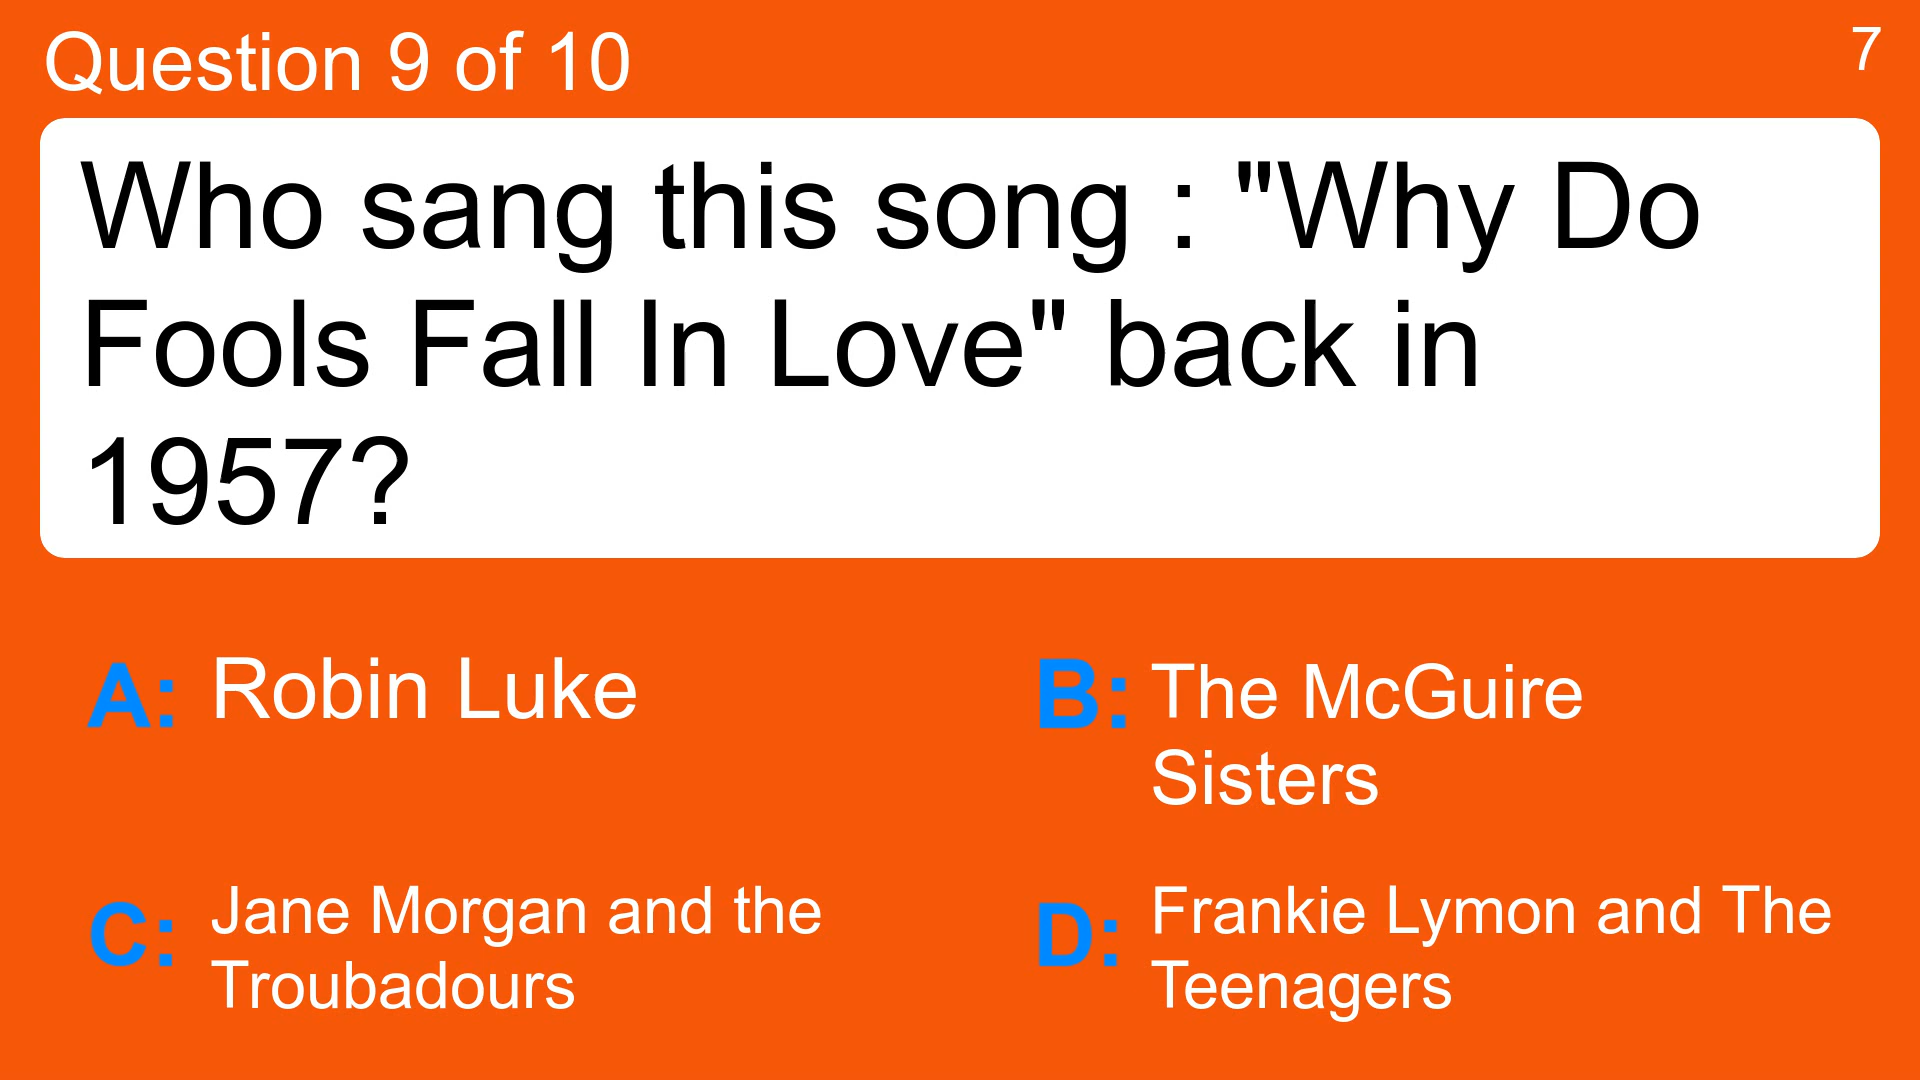 Question 9 of 10
7
Who sang this song : "Why Do
Fools Fall In Love" back in
1957?
A: Robin Luke
B: The McGuire
Sisters
C: Jane Morgan and the
Troubadours
D: Frankie Lymon and The
Teenagers